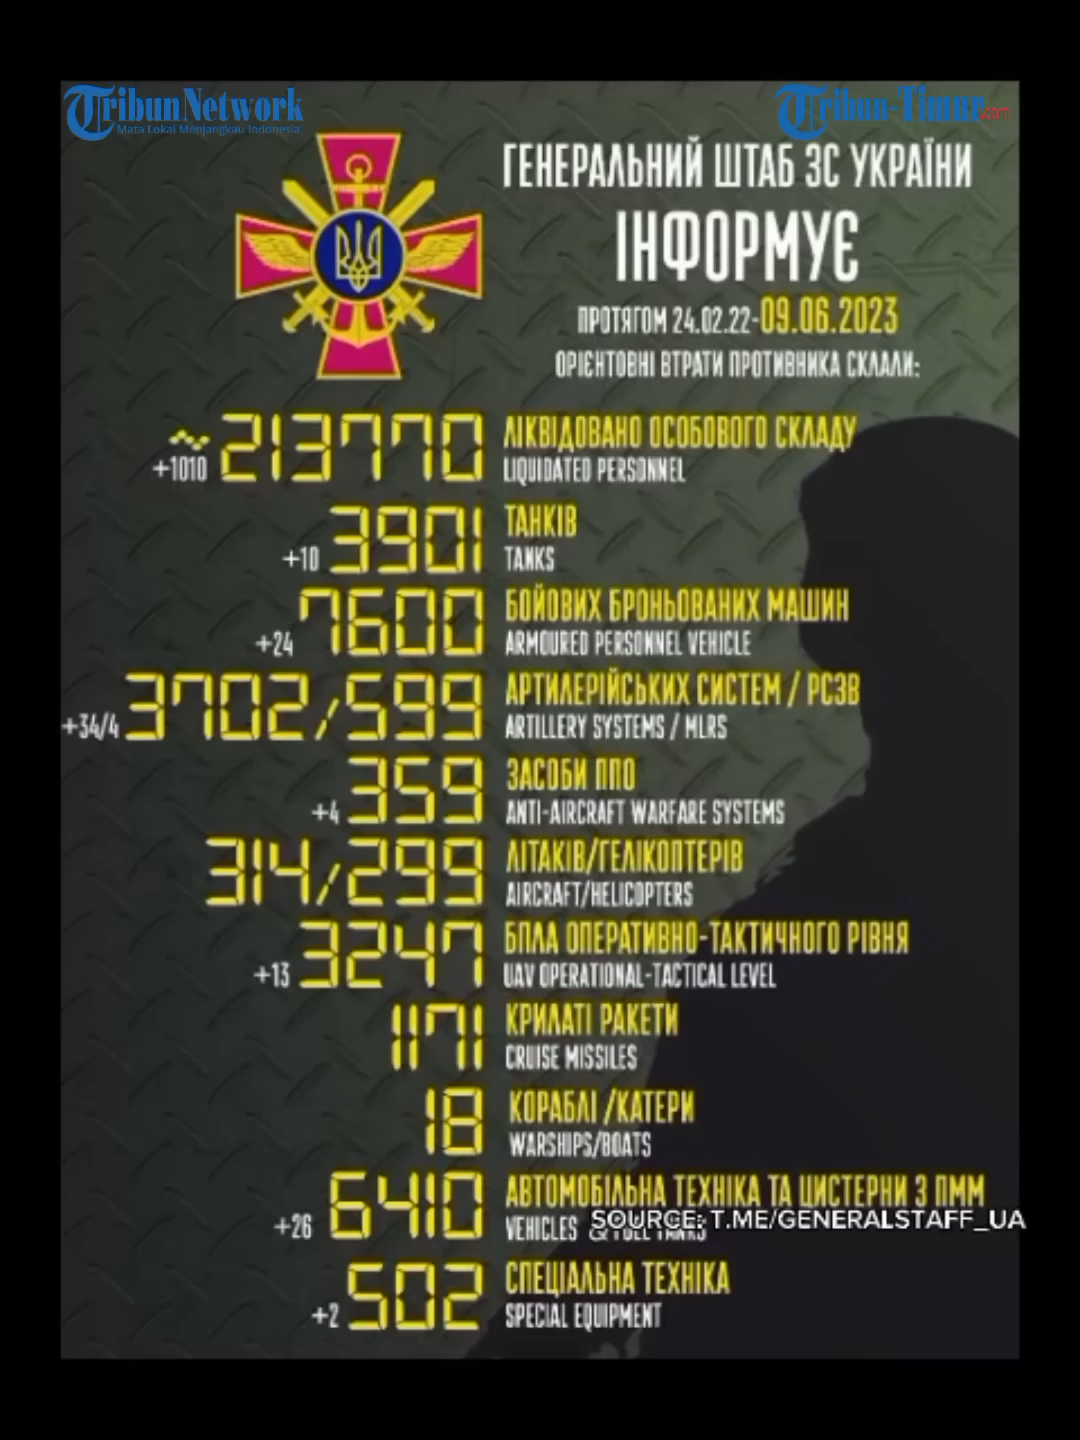 TribunNetwork
Mata Lokal Menjangkau Indonesia
Tribun-Timur.com
ГЕНЕРАЛЬНИЙ ШТАБ ЗС УКРАЇНИ
ІНФОРМУЄ
ПРОТЯГОМ 24.02.22-09.06.2023
ОРІЄНТОВНІ ВТРАТИ ПРОТИВНИКА СКЛАЛИ:
+1010 ~213770 ЛІКВІДОВАНО ОСОБОВОГО СКЛАДУ
LIQUIDATED PERSONNEL
+10 3901 ТАНКІВ
TANKS
+24 7600 БОЙОВИХ БРОНЬОВАНИХ МАШИН
ARMOURED PERSONNEL VEHICLE
+34/4 3702/599 АРТИЛЕРІЙСЬКИХ СИСТЕМ / РСЗВ
ARTILLERY SYSTEMS / MLRS
+4 359 ЗАСОБИ ППО
ANTI-AIRCRAFT WARFARE SYSTEMS
314/299 ЛІТАКІВ/ГЕЛІКОПТЕРІВ
AIRCRAFT/HELICOPTERS
+13 3247 БПЛА ОПЕРАТИВНО-ТАКТИЧНОГО РІВНЯ
UAV OPERATIONAL-TACTICAL LEVEL
1171 КРИЛАТІ РАКЕТИ
CRUISE MISSILES
18 КОРАБЛІ /КАТЕРИ
WARSHIPS/BOATS
+26 6410 АВТОМОБІЛЬНА ТЕХНІКА ТА ЦИСТЕРНИ З ПММ
VEHICLES &
SOURCE: T.ME/GENERALSTAFF_UA
+2 502 СПЕЦІАЛЬНА ТЕХНІКА
SPECIAL EQUIPMENT